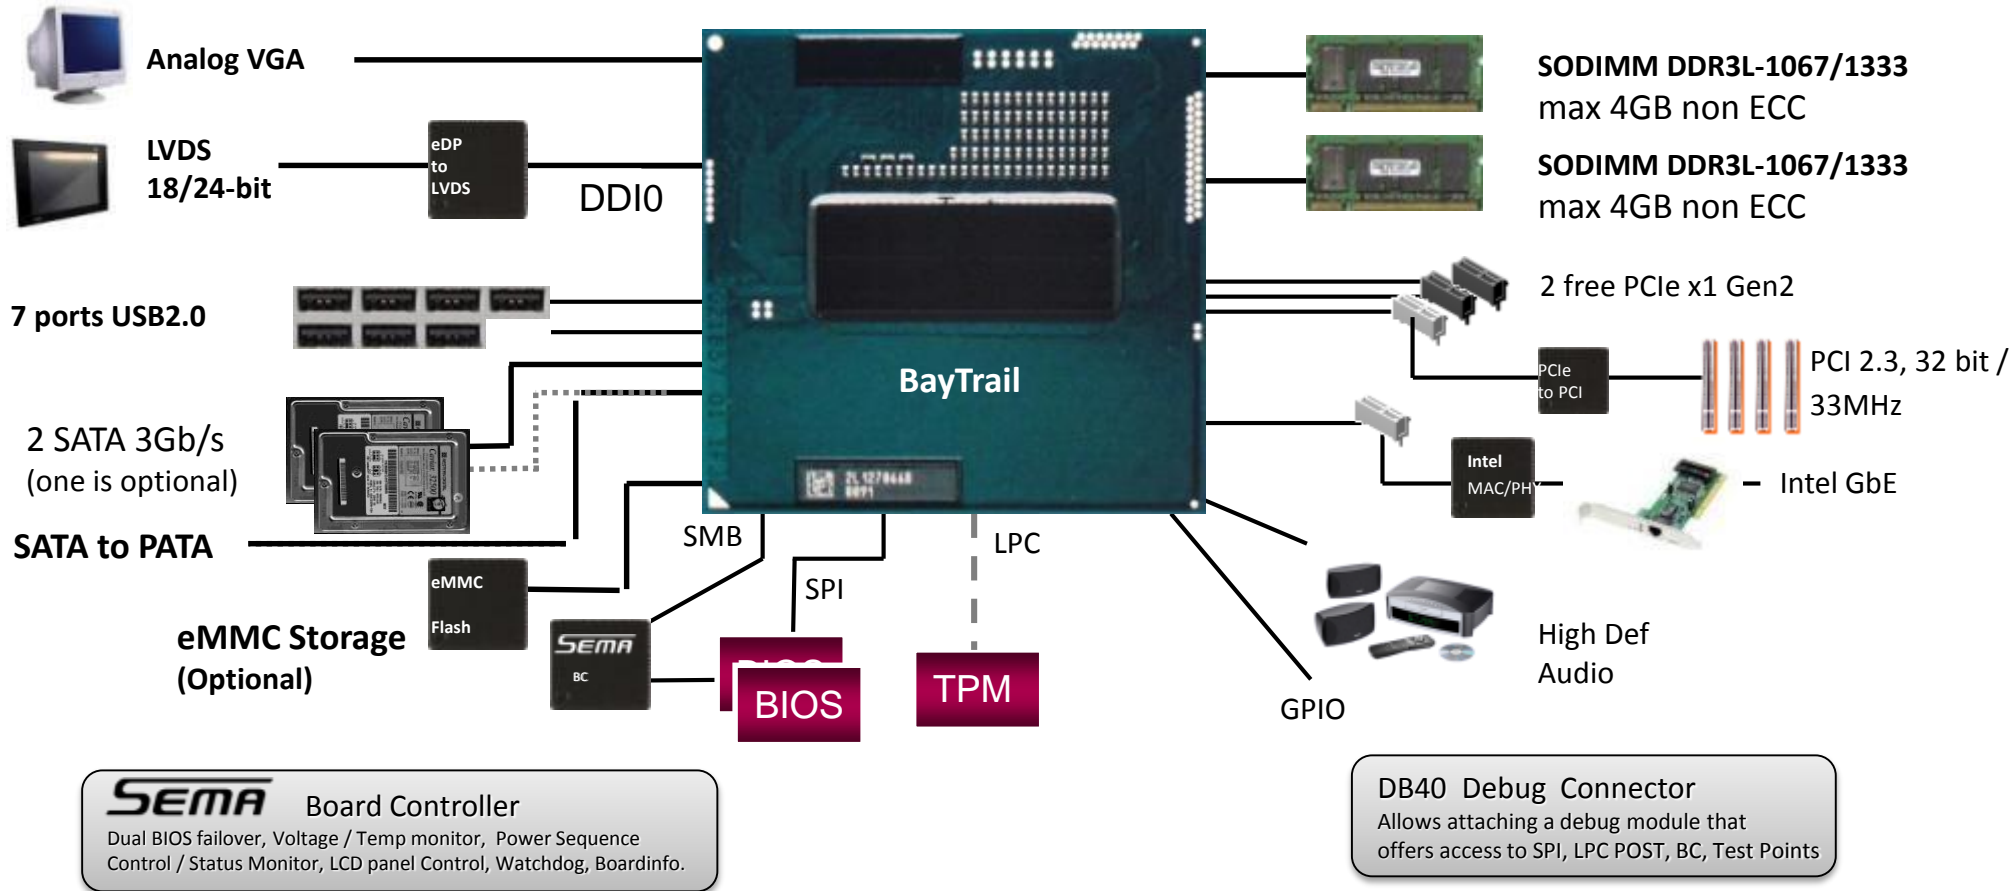 Analog VGA
LVDS
18/24-bit
eDP
to
LVDS
DDI0
7 ports USB2.0
2 SATA 3Gb/s
(one is optional)
SATA to PATA
eMMC
Flash
eMMC Storage
(Optional)
SEMA
BC
SMB
SPI
LPC
BIOS
BIOS
TPM
BayTrail
SODIMM DDR3L-1067/1333
max 4GB non ECC
SODIMM DDR3L-1067/1333
max 4GB non ECC
2 free PCIe x1 Gen2
PCIe
to PCI
PCI 2.3, 32 bit /
33MHz
Intel
MAC/PHY
Intel GbE
High Def
Audio
GPIO
SEMA Board Controller
Dual BIOS failover, Voltage / Temp monitor, Power Sequence
Control / Status Monitor, LCD panel Control, Watchdog, Boardinfo.
DB40 Debug Connector
Allows attaching a debug module that
offers access to SPI, LPC POST, BC, Test Points